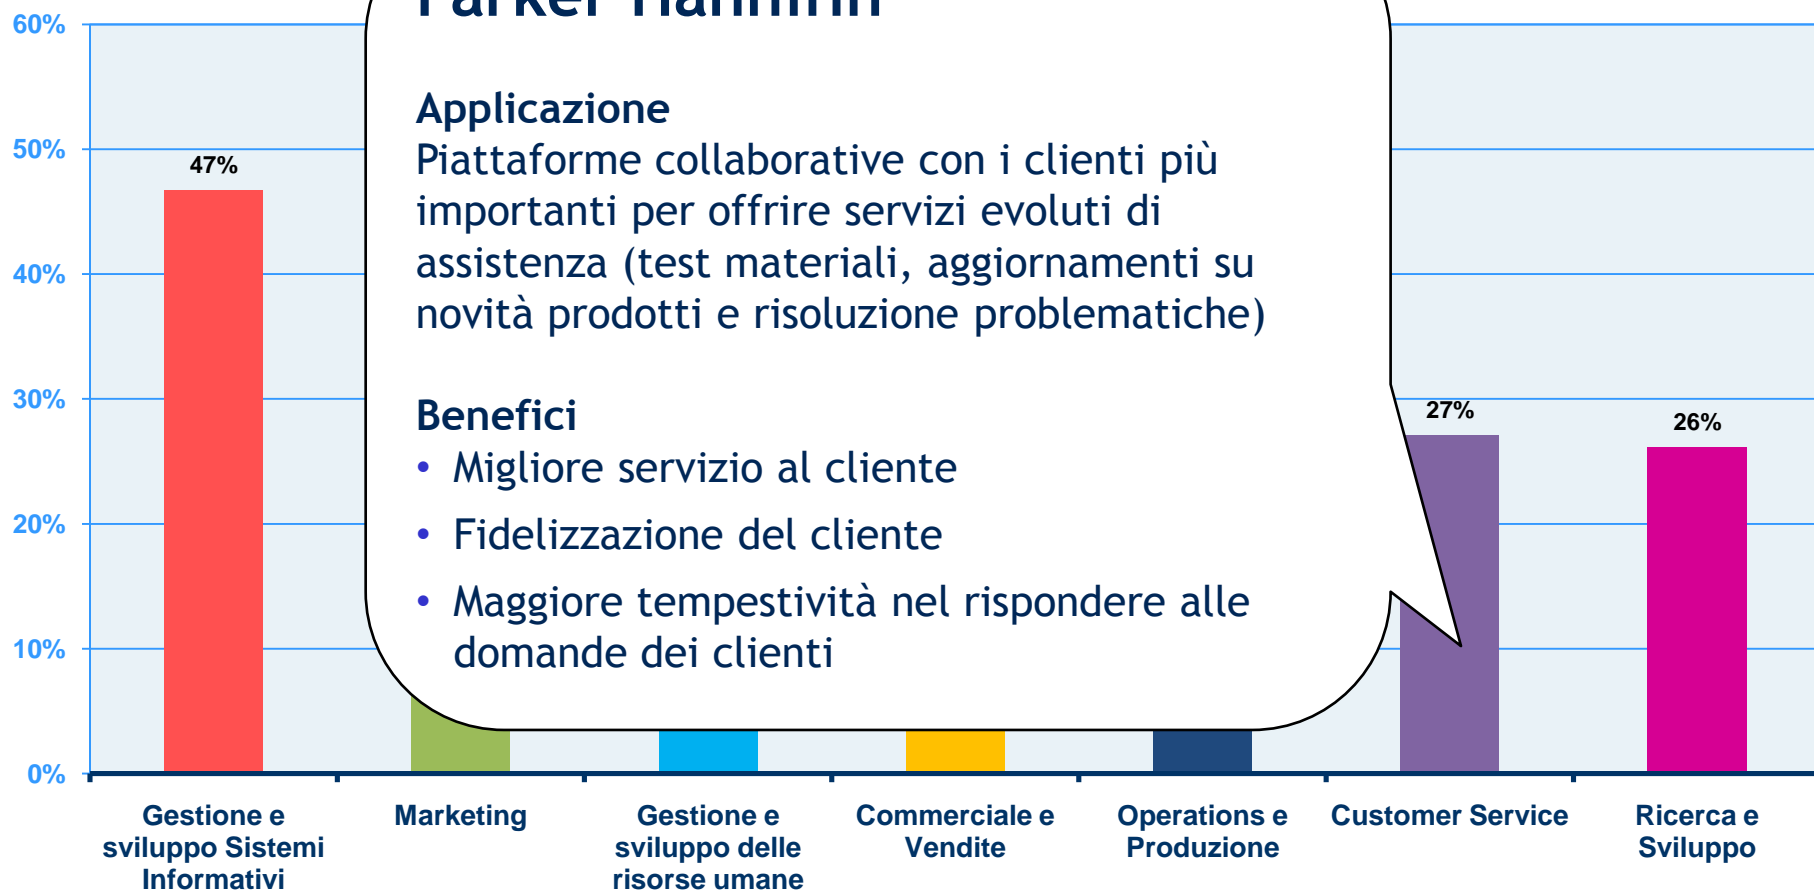 Parker Hannifin
Applicazione
Piattaforme collaborative con i clienti più
importanti per offrire servizi evoluti di
assistenza (test materiali, aggiornamenti su
novità prodotti e risoluzione problematiche)
Benefici
• Migliore servizio al cliente
• Fidelizzazione del cliente
• Maggiore tempestività nel rispondere alle
domande dei clienti
60%
50%
40%
30%
20%
10%
0%
47%
27%
26%
Gestione e
sviluppo Sistemi
Informativi
Marketing
Gestione e
sviluppo delle
risorse umane
Commerciale e
Vendite
Operations e
Produzione
Customer Service
Ricerca e
Sviluppo